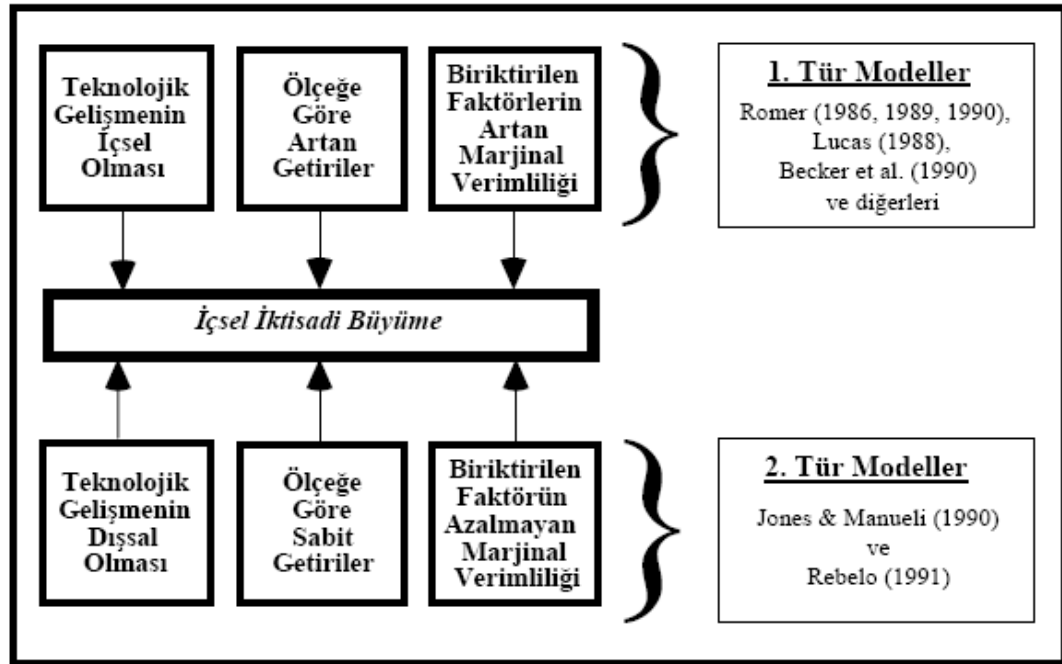 Teknolojik
Gelişmenin
İçsel
Olması
Ölçeğe
Göre
Artan
Getiriler
Biriktirilen
Faktörlerin
Artan
Marjinal
Verimliliği
1. Tür Modeller
Romer (1986, 1989, 1990),
Lucas (1988),
Becker et al. (1990)
ve diğerleri
İçsel İktisadi Büyüme
Teknolojik
Gelişmenin
Dışsal
Olması
Ölçeğe
Göre
Sabit
Getiriler
Biriktirilen
Faktörün
Azalmayan
Marjinal
Verimliliği
2. Tür Modeller
Jones & Manueli (1990)
ve
Rebelo (1991)